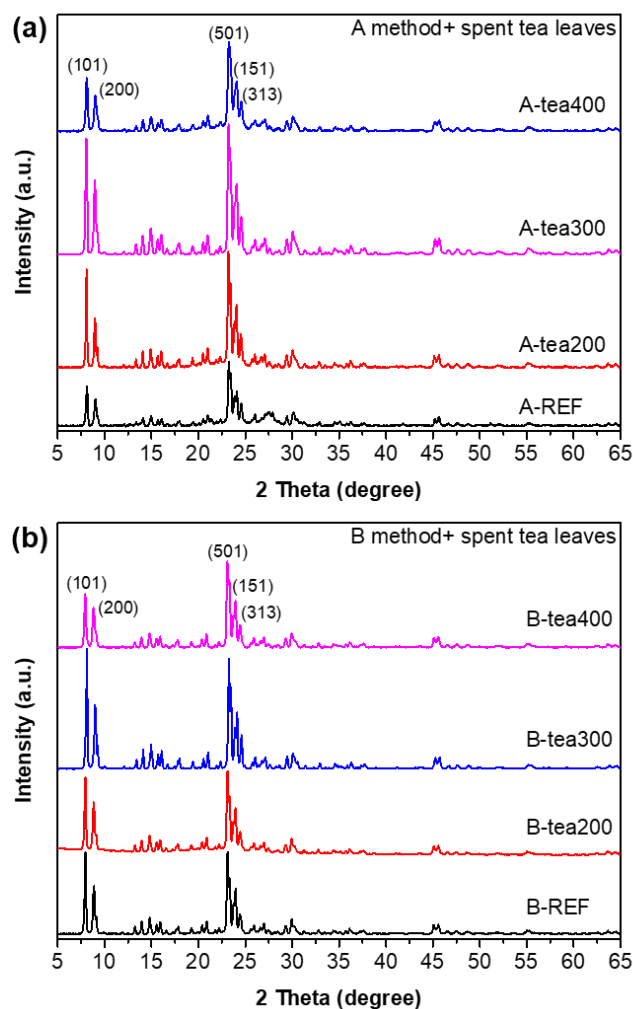 (a)
A method+ spent tea leaves
(501)
(101)
(151)
(200)
(313)
A-tea400
A-tea300
A-tea200
A-REF
Intensity (a.u.)
5 10 15 20 25 30 35 40 45 50 55 60 65
2 Theta (degree)
(b)
B method+ spent tea leaves
(501)
(101)
(151)
(200)
(313)
B-tea400
B-tea300
B-tea200
B-REF
Intensity (a.u.)
5 10 15 20 25 30 35 40 45 50 55 60 65
2 Theta (degree)